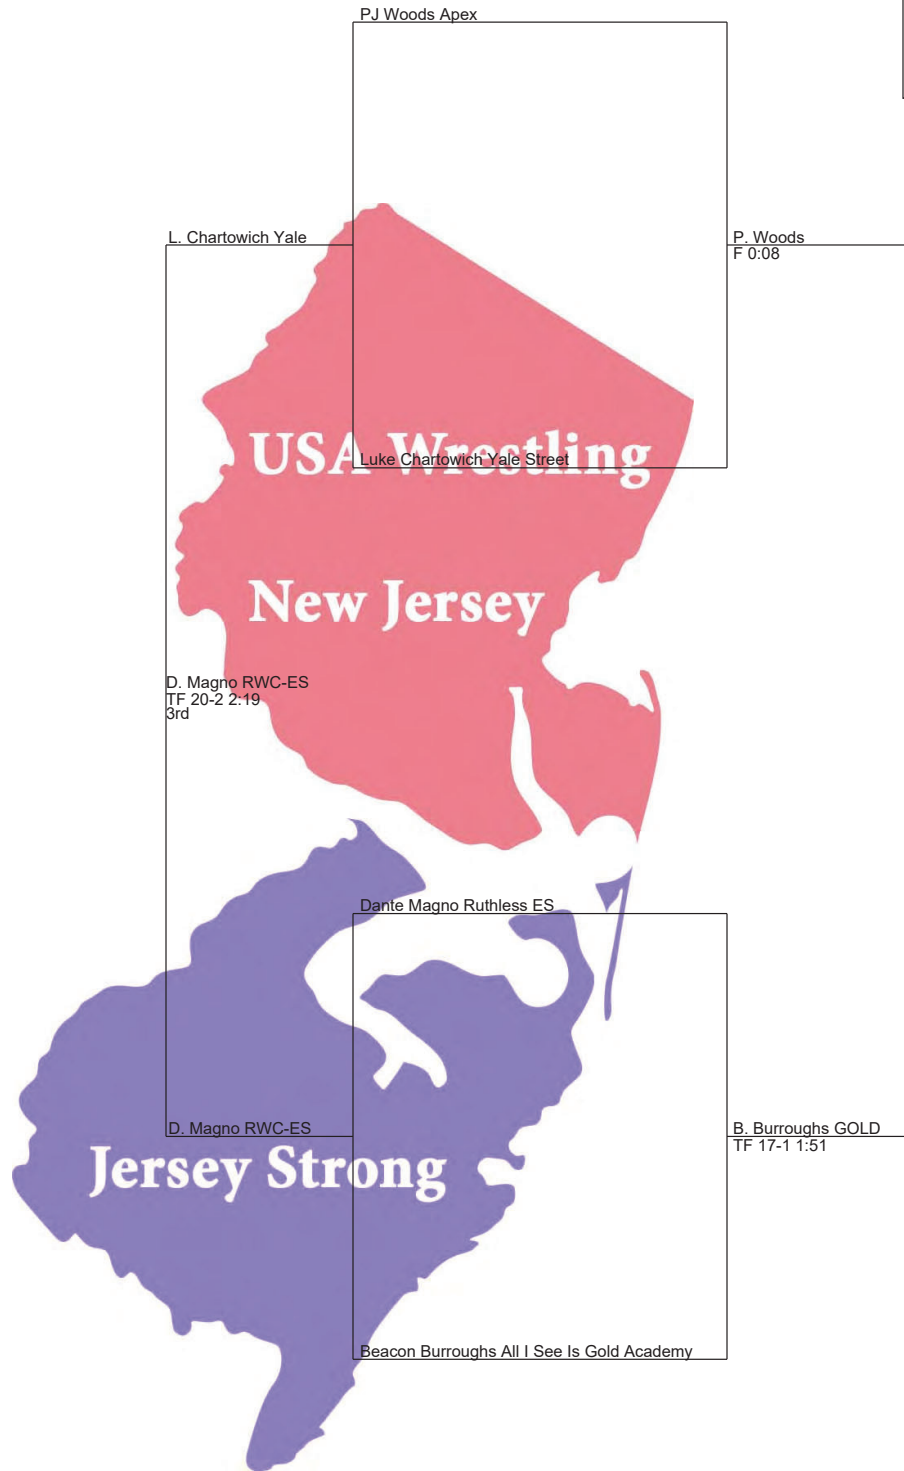 PJ Woods Apex
L. Chartowich Yale
P. Woods
F 0:08
USA Wrestling
Luke Chartowich Yale Street
New Jersey
D. Magno RWC-ES
TF 20-2 2:19
3rd
Dante Magno Ruthless ES
D. Magno RWC-ES
B. Burroughs GOLD
TF 17-1 1:51
Jersey Strong
Beacon Burroughs All I See Is Gold Academy